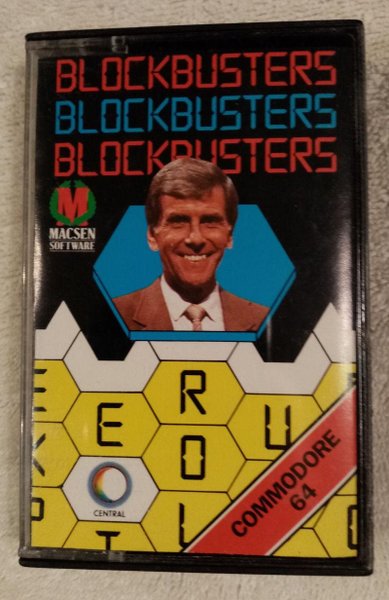 BLOCKBUSTERS
BLOCKBUSTERS
BLOCKBUSTERS
M
MACSEN
SOFTWARE
E
R
U
E
X
O
P
T
L
CENTRAL
COMMODORE
64